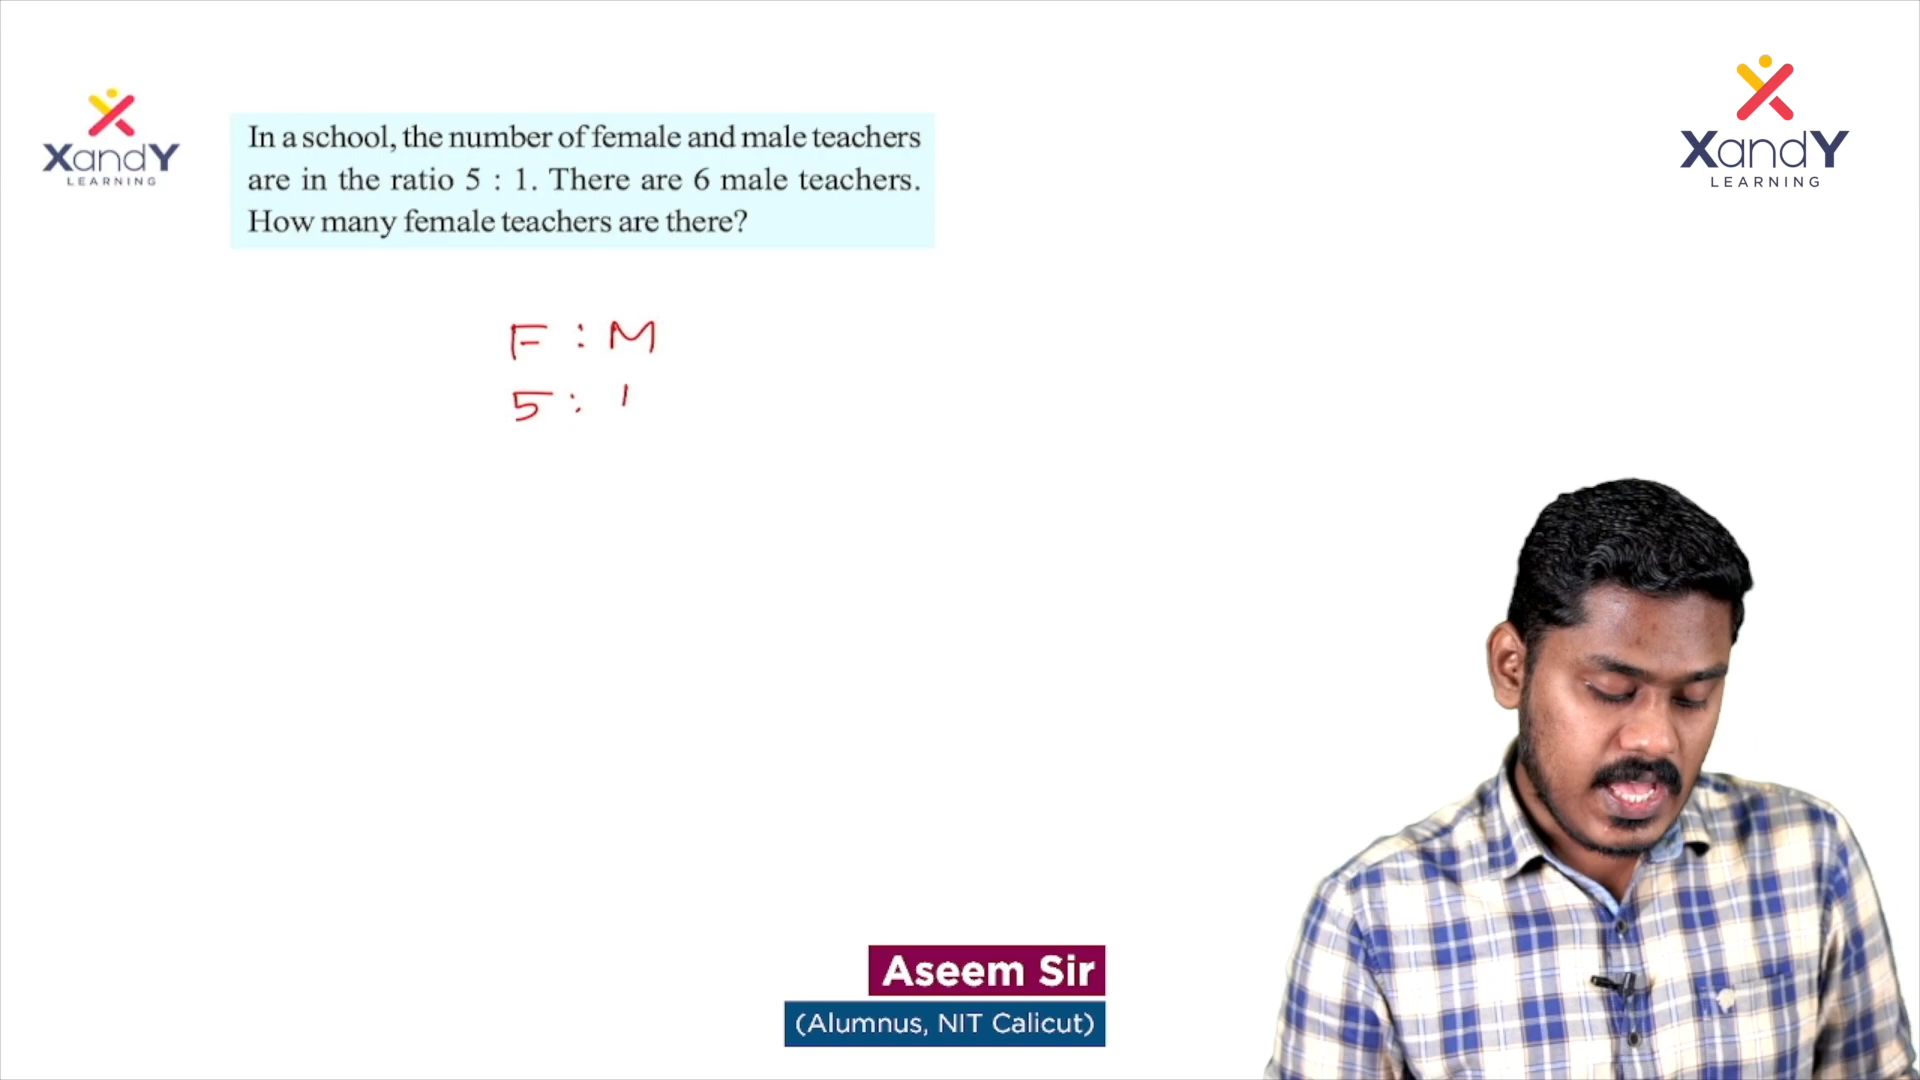 XandY
LEARNING
XandY
LEARNING
In a school, the number of female and male teachers
are in the ratio 5 : 1. There are 6 male teachers.
How many female teachers are there?
F : M
5 : 1
Aseem Sir
(Alumnus, NIT Calicut)